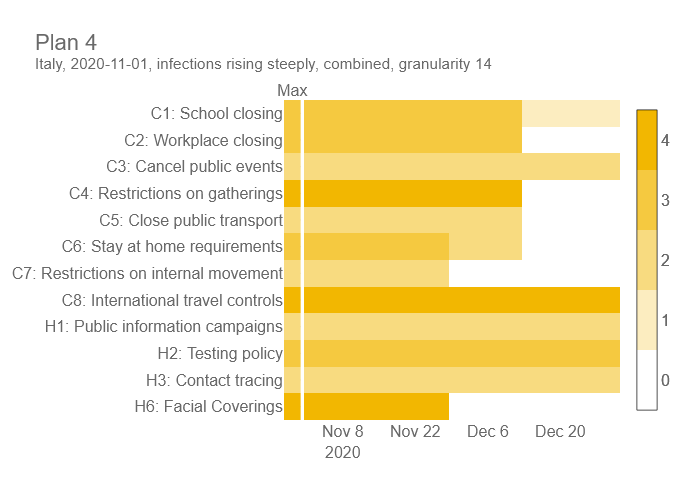 Plan 4
Italy, 2020-11-01, infections rising steeply, combined, granularity 14
Max
C1: School closing
C2: Workplace closing
C3: Cancel public events
C4: Restrictions on gatherings
C5: Close public transport
C6: Stay at home requirements
C7: Restrictions on internal movement
C8: International travel controls
H1: Public information campaigns
H2: Testing policy
H3: Contact tracing
H6: Facial Coverings
Nov 8 Nov 22 Dec 6 Dec 20
2020
4
3
2
1
0